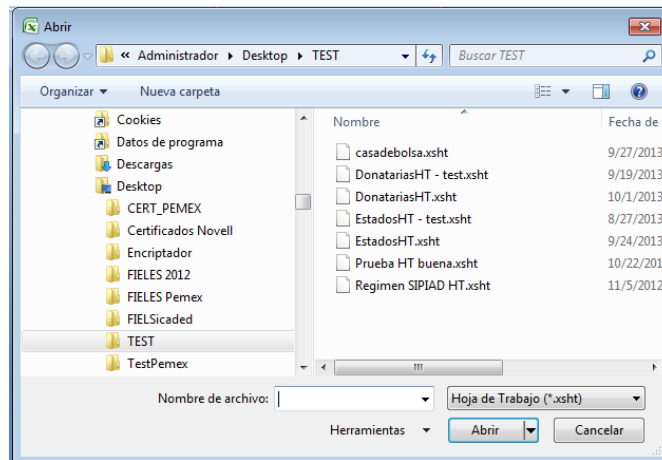 Abrir
« Administrador ▸ Desktop ▸ TEST
Buscar TEST
Organizar ▼ Nueva carpeta
Cookies
Datos de programa
Descargas
Desktop
CERT_PEMEX
Certificados Novell
Encriptador
FIELES 2012
FIELES Pemex
FIELSicaded
TEST
TestPemex
Nombre Fecha de
casadebolsa.xsht 9/27/2013
DonatariasHT - test.xsht 9/19/2013
DonatariasHT.xsht 10/1/2013
EstadosHT - test.xsht 8/27/2013
EstadosHT.xsht 9/24/2013
Prueba HT buena.xsht 10/22/201
Regimen SIPIAD HT.xsht 11/5/2012
Nombre de archivo: Hoja de Trabajo (*.xsht)
Herramientas ▼ Abrir Cancelar